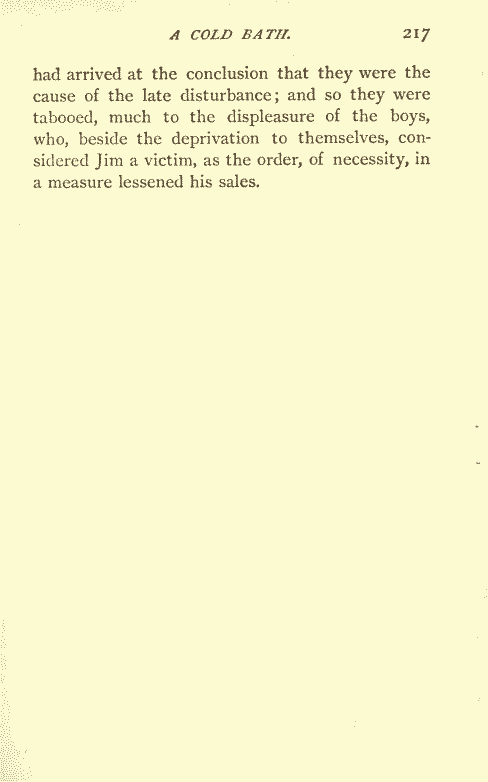 A COLD BATH. 217
had arrived at the conclusion that they were the
cause of the late disturbance; and so they were
tabooed, much to the displeasure of the boys,
who, beside the deprivation to themselves, con-
sidered Jim a victim, as the order, of necessity, in
a measure lessened his sales.